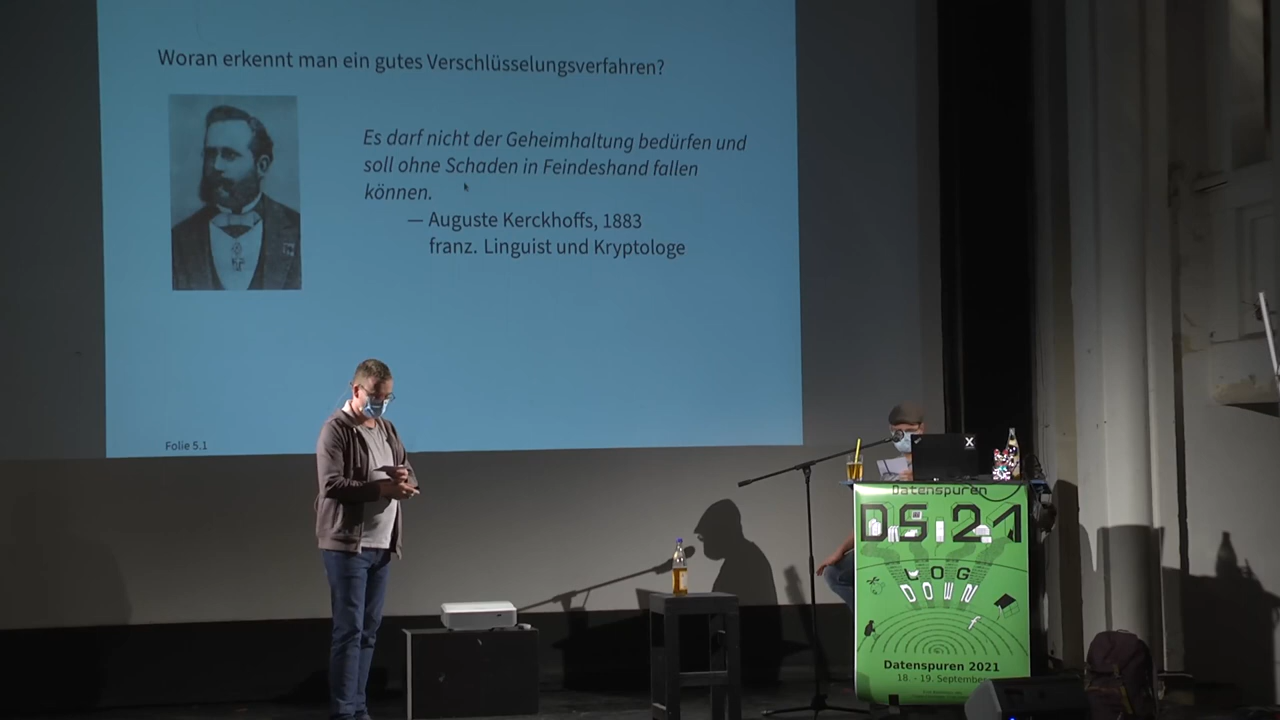 Woran erkennt man ein gutes Verschlüsselungsverfahren?
Es darf nicht der Geheimhaltung bedürfen und
soll ohne Schaden in Feindeshand fallen
können.
— Auguste Kerckhoffs, 1883
franz. Linguist und Kryptologe
Folie 5.1
X
Datenspuren
DS:21
LOG
DOWN
Datenspuren 2021
18. - 19. September